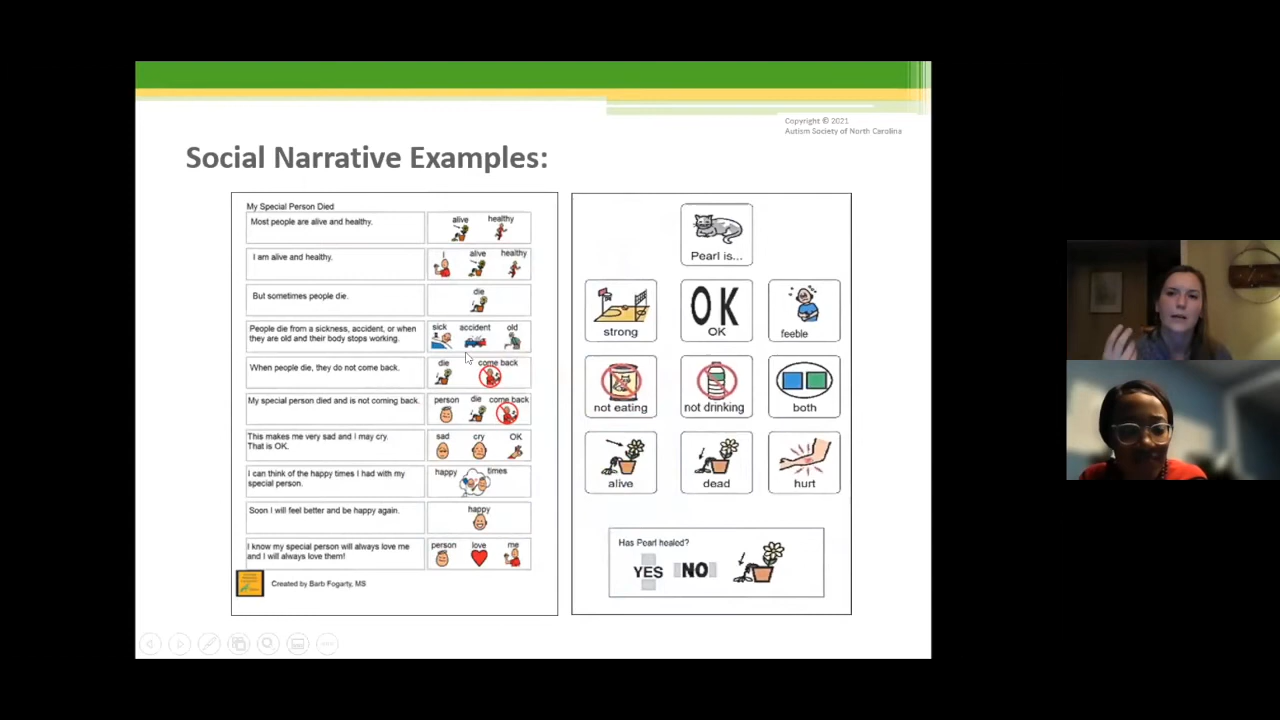 Copyright © 2021
Autism Society of North Carolina
Social Narrative Examples:
My Special Person Died
Most people are alive and healthy.
alive healthy
I am alive and healthy.
I alive healthy
But sometimes people die.
die
People die from a sickness, accident, or when
they are old and their body stops working.
sick accident old
When people die, they do not come back.
die come back
My special person died and is not coming back.
person die come back
This makes me very sad and I may cry.
That is OK.
sad cry OK
I can think of the happy times I had with my
special person.
happy times
Soon I will feel better and be happy again.
happy
I know my special person will always love me
and I will always love them!
person love me
Created by Barb Fogarty, MS
Pearl is...
strong
OK
OK
feeble
not eating
not drinking
both
alive
dead
hurt
Has Pearl healed?
YES NO